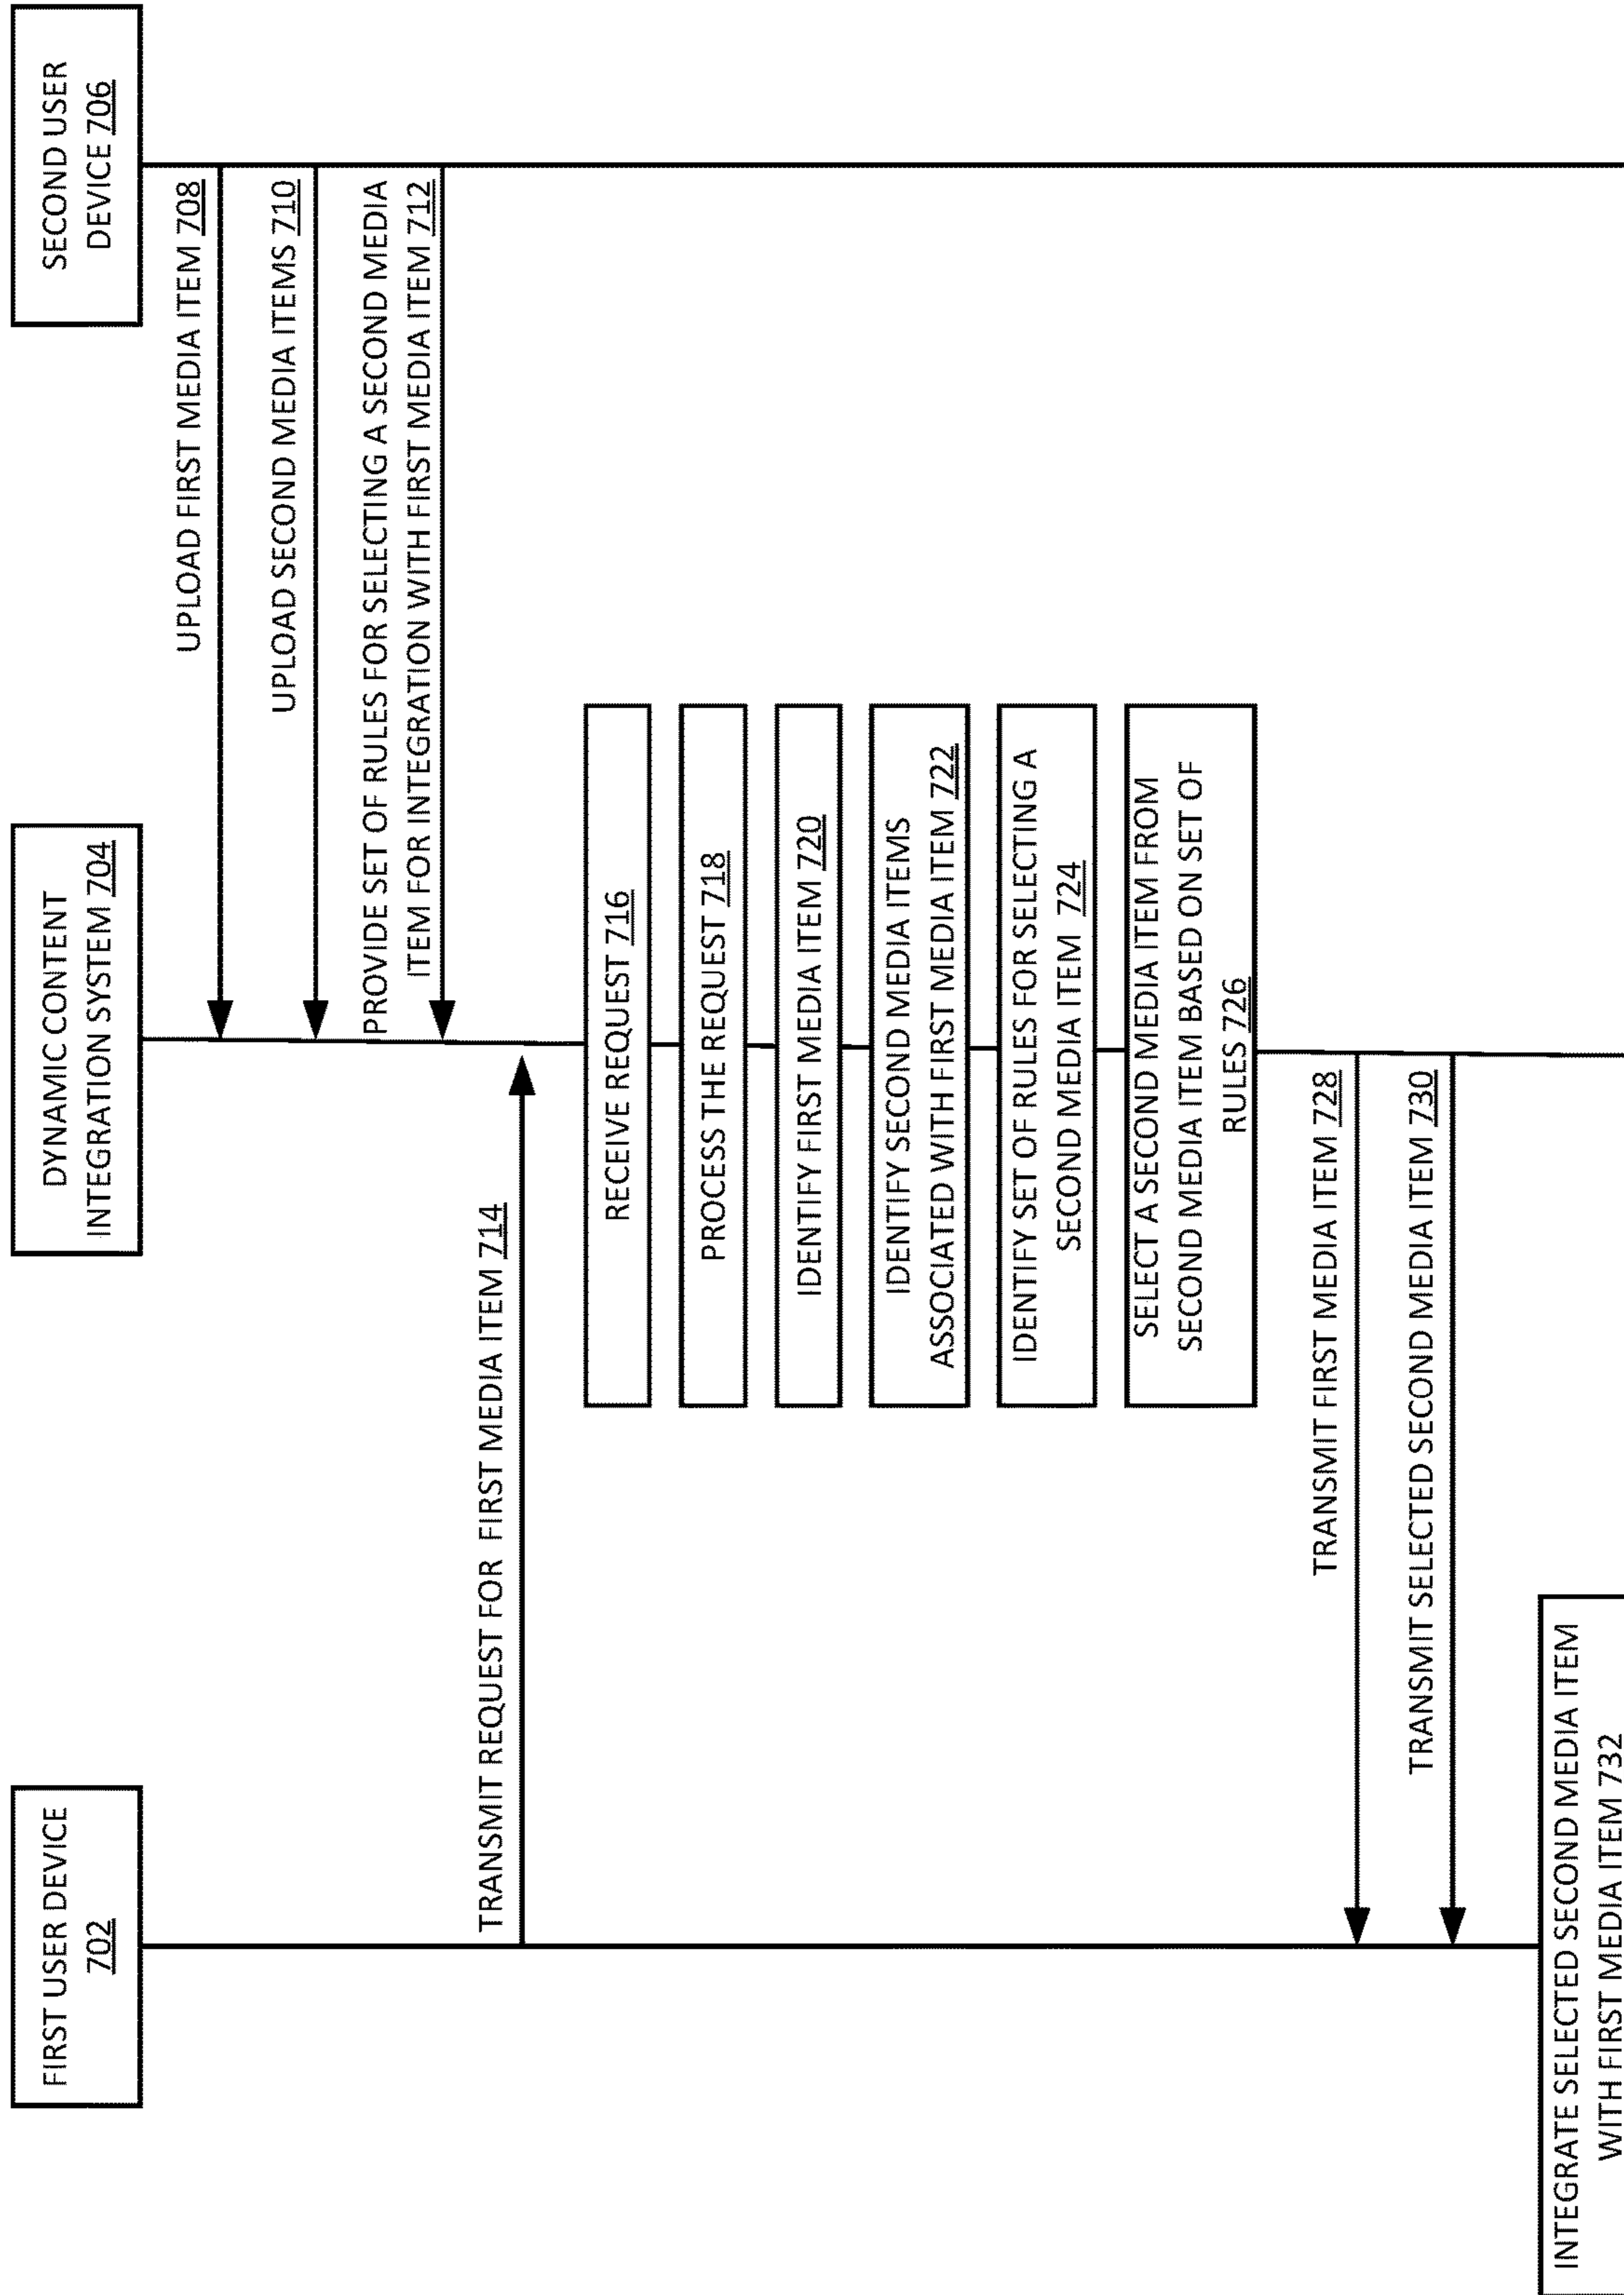 FIRST USER DEVICE
702
DYNAMIC CONTENT
INTEGRATION SYSTEM 704
SECOND USER
DEVICE 706
UPLOAD FIRST MEDIA ITEM 708
UPLOAD SECOND MEDIA ITEMS 710
PROVIDE SET OF RULES FOR SELECTING A SECOND MEDIA
ITEM FOR INTEGRATION WITH FIRST MEDIA ITEM 712
TRANSMIT REQUEST FOR FIRST MEDIA ITEM 714
RECEIVE REQUEST 716
PROCESS THE REQUEST 718
IDENTIFY FIRST MEDIA ITEM 720
IDENTIFY SECOND MEDIA ITEMS
ASSOCIATED WITH FIRST MEDIA ITEM 722
IDENTIFY SET OF RULES FOR SELECTING A
SECOND MEDIA ITEM 724
SELECT A SECOND MEDIA ITEM FROM
SECOND MEDIA ITEM BASED ON SET OF
RULES 726
TRANSMIT FIRST MEDIA ITEM 728
TRANSMIT SELECTED SECOND MEDIA ITEM 730
INTEGRATE SELECTED SECOND MEDIA ITEM
WITH FIRST MEDIA ITEM 732